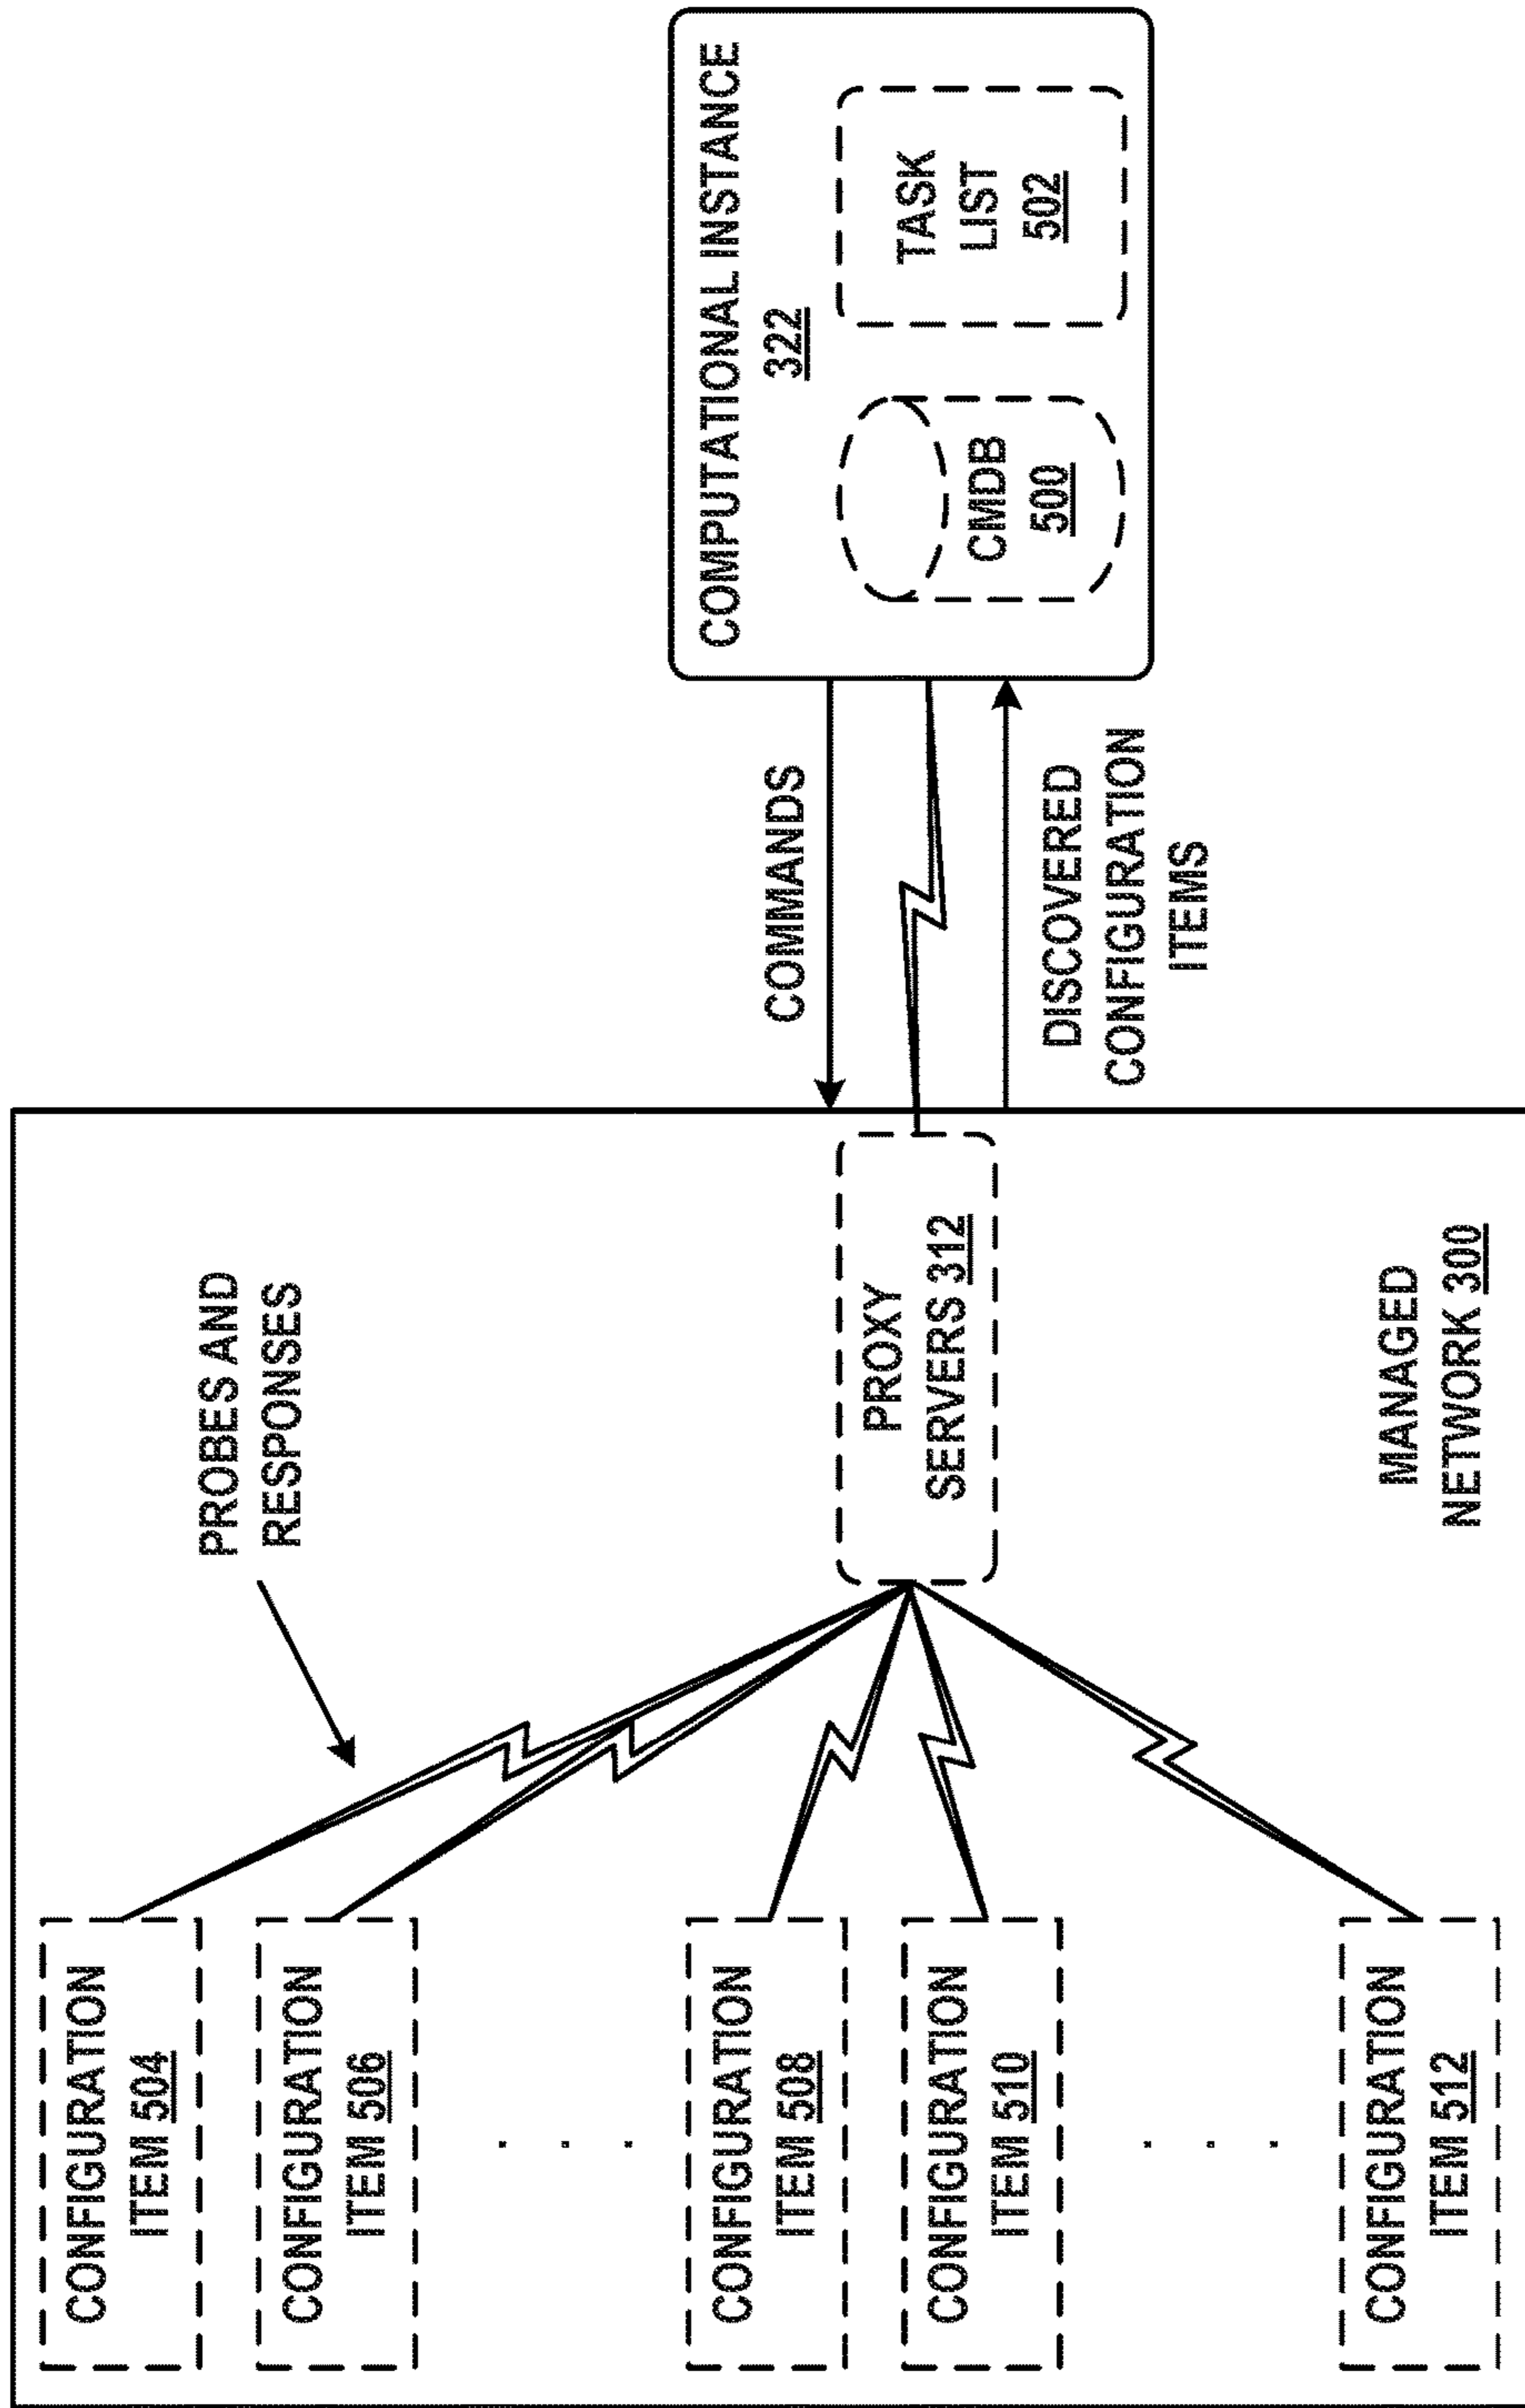 CONFIGURATION
ITEM 504
CONFIGURATION
ITEM 506
. . .
CONFIGURATION
ITEM 508
CONFIGURATION
ITEM 510
. . .
CONFIGURATION
ITEM 512
PROBES AND
RESPONSES
PROXY
SERVERS 312
MANAGED
NETWORK 300
COMMANDS
DISCOVERED
CONFIGURATION
ITEMS
COMPUTATIONAL INSTANCE
322
CMDB
500
TASK
LIST
502